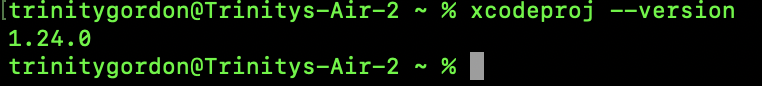 [trinitygordon@Trinitys-Air-2 ~ % xcodeproj --version
1.24.0
trinitygordon@Trinitys-Air-2 ~ %